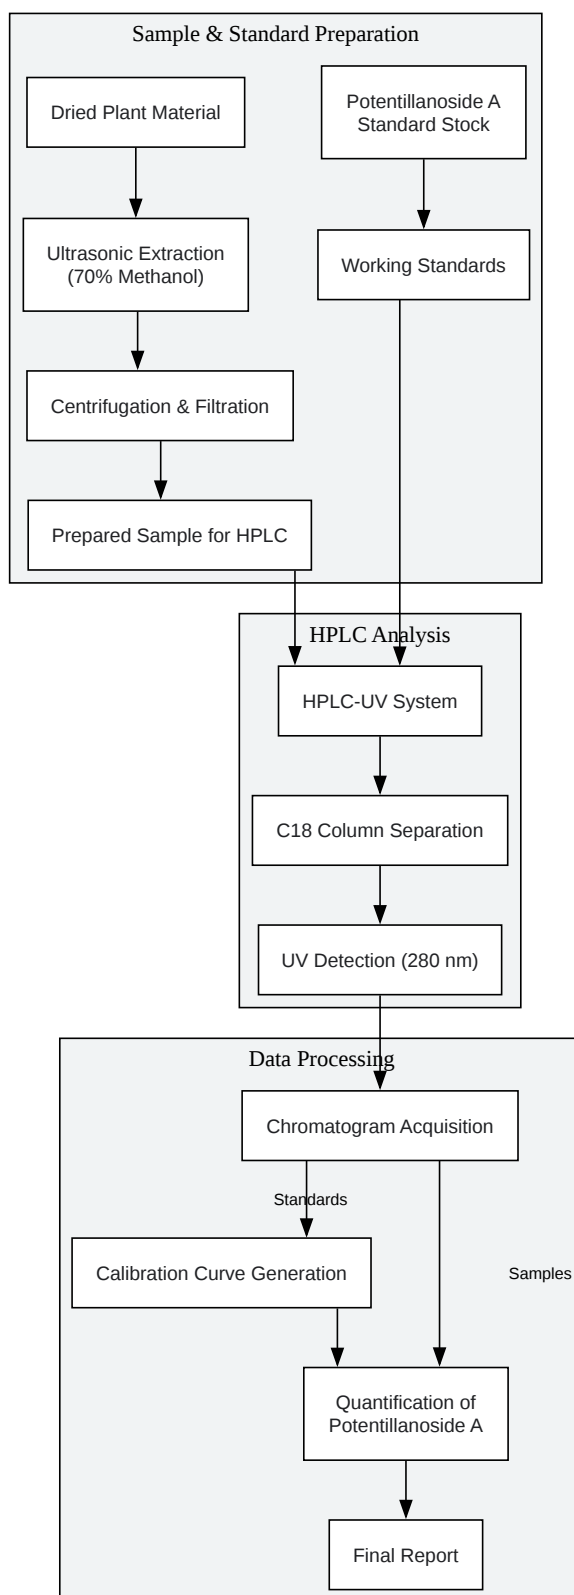 Sample & Standard Preparation
Dried Plant Material
Potentillanoside A
Standard Stock
Ultrasonic Extraction
(70% Methanol)
Working Standards
Centrifugation & Filtration
Prepared Sample for HPLC
HPLC Analysis
HPLC-UV System
C18 Column Separation
UV Detection (280 nm)
Data Processing
Chromatogram Acquisition
Standards
Calibration Curve Generation
Samples
Quantification of
Potentillanoside A
Final Report